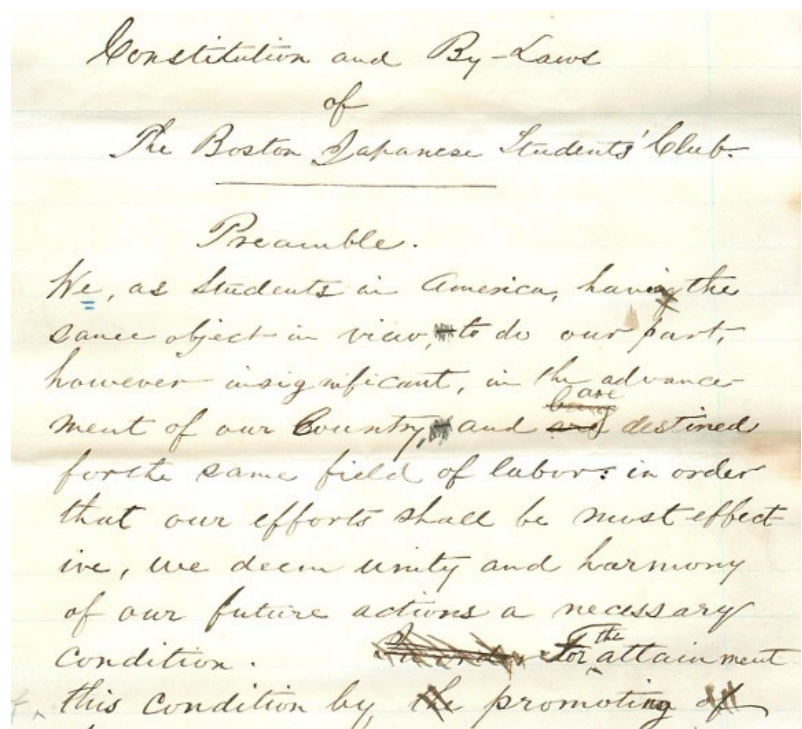 Constitution and By-Laws
of
The Boston Japanese Students' Club.
Preamble.
We, as Students in America, having the
same object in view, to do our part,
however insignificant, in the advance-
ment of our Country, and are destined
for the same field of labor: in order
that our efforts shall be most effect-
ive, we deem unity and harmony
of our future actions a necessary
condition. For the attainment
this condition by the promoting of